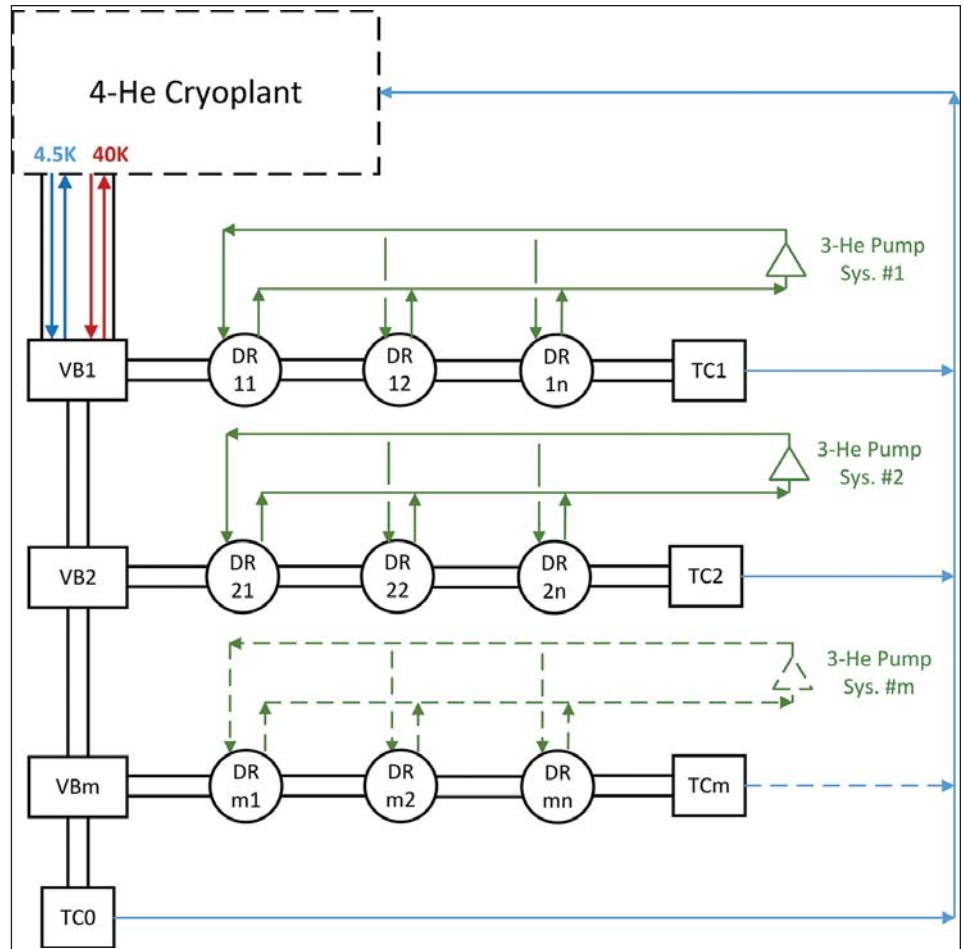 4-He Cryoplant
4.5K
40K
3-He Pump
Sys. #1
VB1
DR
11
DR
12
DR
1n
TC1
3-He Pump
Sys. #2
VB2
DR
21
DR
22
DR
2n
TC2
3-He Pump
Sys. #m
VBm
DR
m1
DR
m2
DR
mn
TCm
TC0